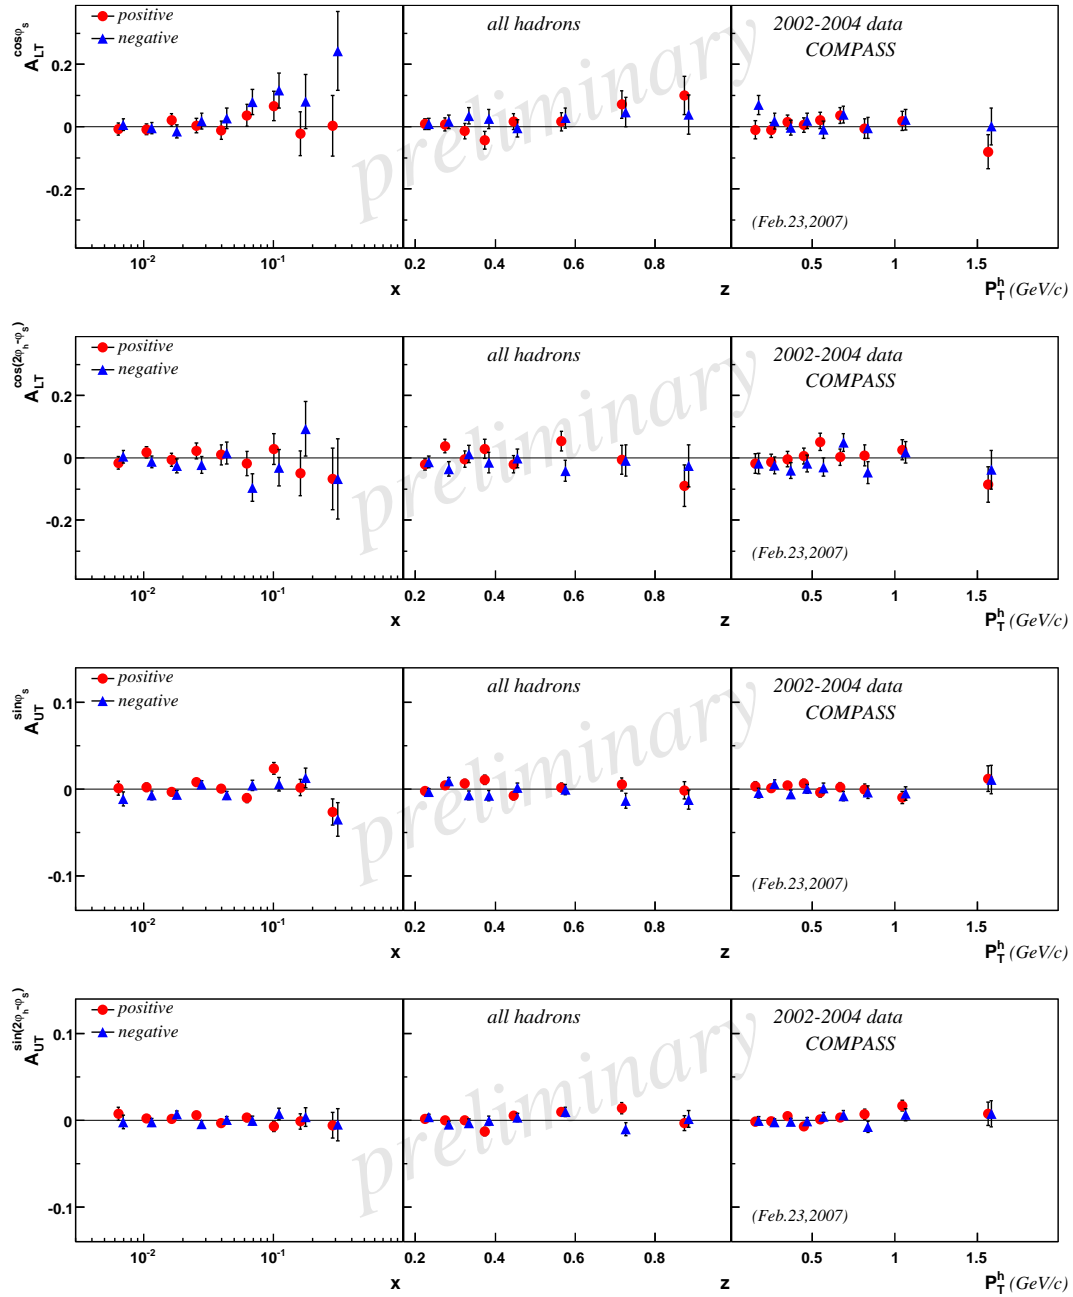 positive
negative
all hadrons
2002-2004 data
COMPASS
preliminary
A_LT^cosφ_s
0.2
0
-0.2
(Feb.23,2007)
10^-2 10^-1 0.2 0.4 0.6 0.8 0.5 1 1.5
x z P_T^h (GeV/c)
positive
negative
all hadrons
2002-2004 data
COMPASS
preliminary
A_LT^cos(2φ_h-φ_s)
0.2
0
-0.2
(Feb.23,2007)
10^-2 10^-1 0.2 0.4 0.6 0.8 0.5 1 1.5
x z P_T^h (GeV/c)
positive
negative
all hadrons
2002-2004 data
COMPASS
preliminary
A_UT^sinφ_s
0.1
0
-0.1
(Feb.23,2007)
10^-2 10^-1 0.2 0.4 0.6 0.8 0.5 1 1.5
x z P_T^h (GeV/c)
positive
negative
all hadrons
2002-2004 data
COMPASS
preliminary
A_UT^sin(2φ_h-φ_s)
0.1
0
-0.1
(Feb.23,2007)
10^-2 10^-1 0.2 0.4 0.6 0.8 0.5 1 1.5
x z P_T^h (GeV/c)